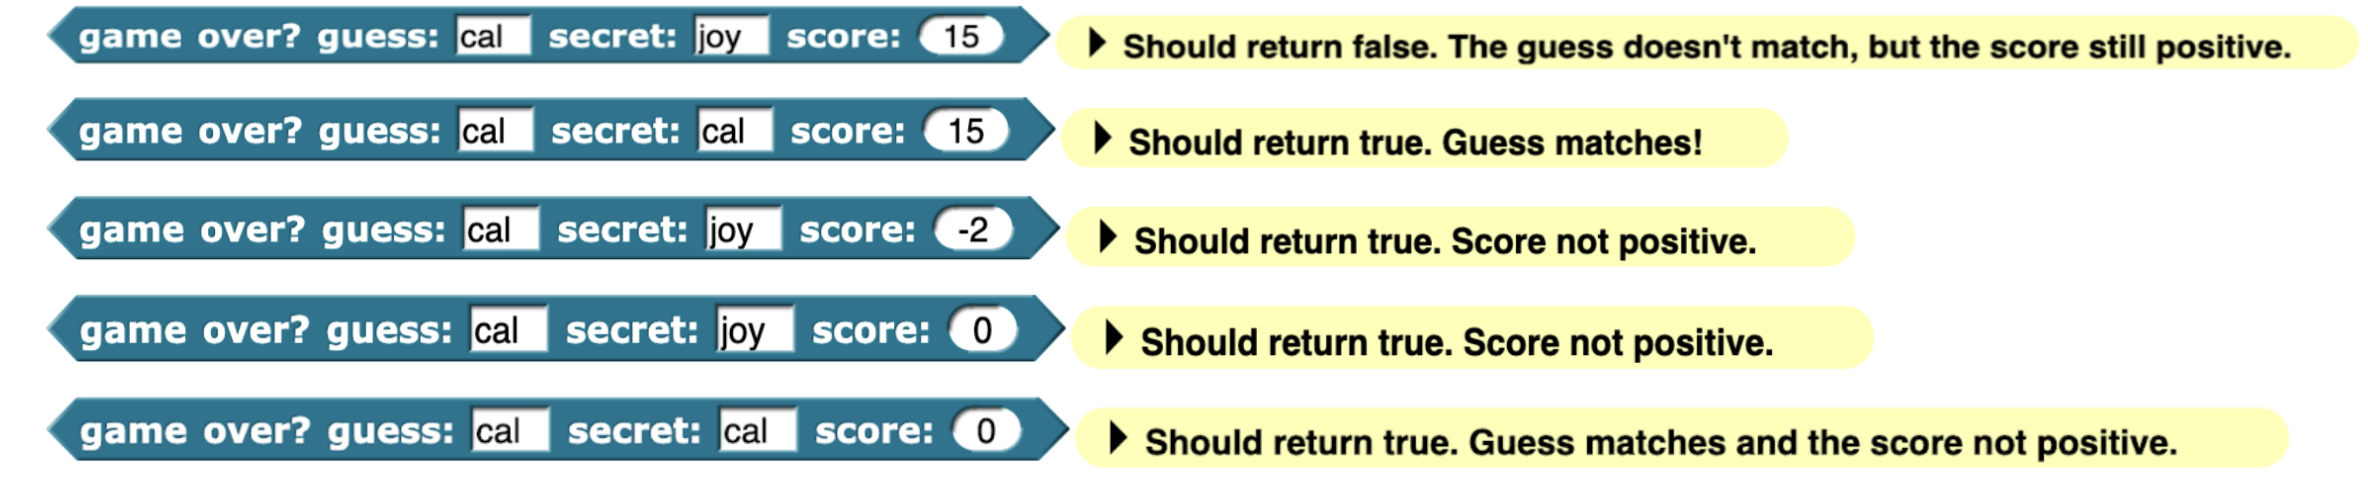 game over? guess: cal secret: joy score: 15 Should return false. The guess doesn't match, but the score still positive.
game over? guess: cal secret: cal score: 15 Should return true. Guess matches!
game over? guess: cal secret: joy score: -2 Should return true. Score not positive.
game over? guess: cal secret: joy score: 0 Should return true. Score not positive.
game over? guess: cal secret: cal score: 0 Should return true. Guess matches and the score not positive.